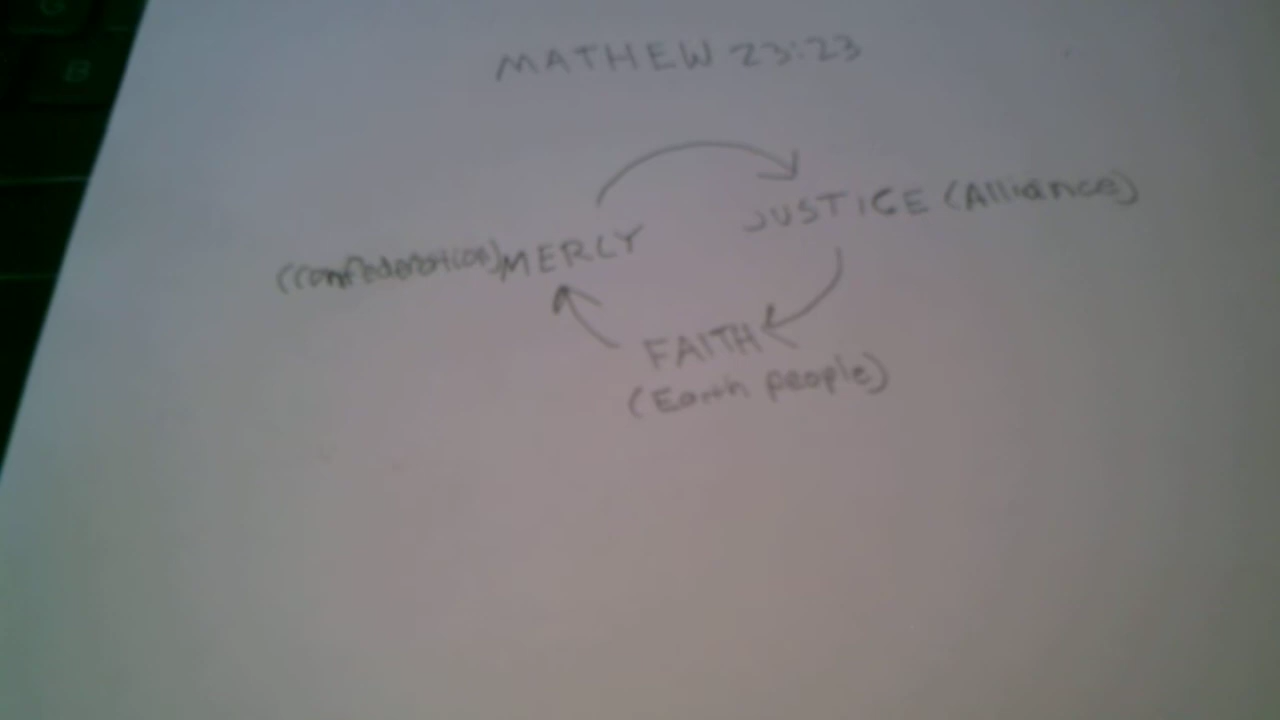 MATHEW 23:23
JUSTICE (Alliance)
(Confederation) MERCY
FAITH
(Earth people)